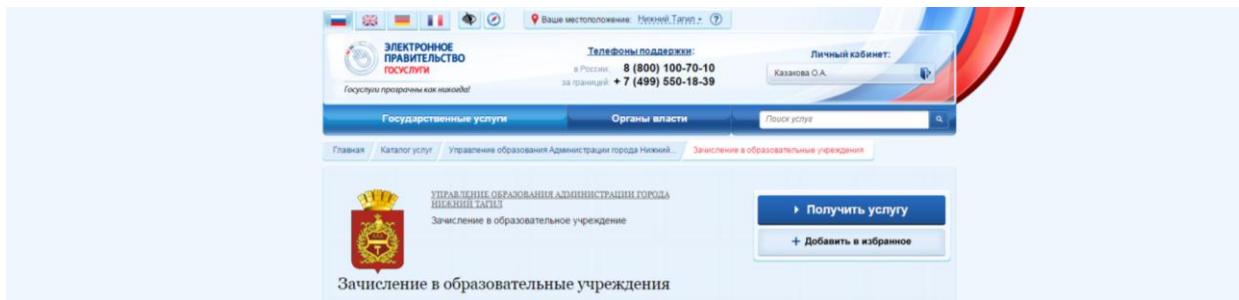 Ваше местоположение: Нижний Тагил
ЭЛЕКТРОННОЕ
ПРАВИТЕЛЬСТВО
ГОСУСЛУГИ
Госуслуги прозрачны как никогда!
Телефоны поддержки:
в России: 8 (800) 100-70-10
за границей: + 7 (499) 550-18-39
Личный кабинет:
Казакова О.А.
Государственные услуги Органы власти Поиск услуг
Главная Каталог услуг Управление образования Администрации города Нижний... Зачисление в образовательные учреждения
УПРАВЛЕНИЕ ОБРАЗОВАНИЯ АДМИНИСТРАЦИИ ГОРОДА
НИЖНИЙ ТАГИЛ
Зачисление в образовательное учреждение
Получить услугу
+ Добавить в избранное
Зачисление в образовательные учреждения